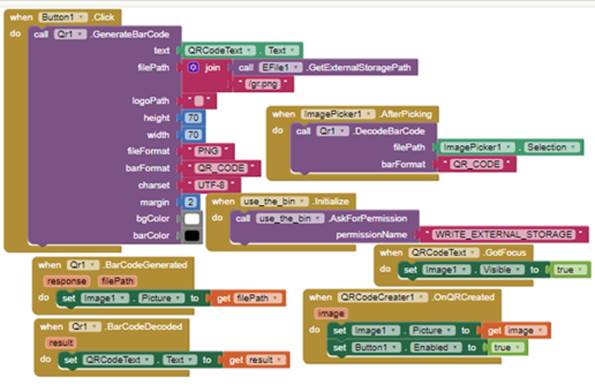 when Button1 .Click
do call Qr1 .GenerateBarCode
text QRCodeText . Text
filePath join call EFile1 .GetExternalStoragePath
" /gr.png "
logoPath " "
height 70
width 70
fileFormat " PNG "
barFormat " QR_CODE "
charset " UTF-8 "
margin 2
bgColor
barColor
when ImagePicker1 .AfterPicking
do call Qr1 .DecodeBarCode
filePath ImagePicker1 . Selection
barFormat " QR_CODE "
when use_the_bin .Initialize
do call use_the_bin .AskForPermission
permissionName " WRITE_EXTERNAL_STORAGE "
when QRCodeText .GotFocus
do set Image1 . Visible to true
when Qr1 .BarCodeGenerated
response filePath
do set Image1 . Picture to get filePath
when QRCodeCreater1 .OnQRCreated
image
do set Image1 . Picture to get image
set Button1 . Enabled to true
when Qr1 .BarCodeDecoded
result
do set QRCodeText . Text to get result